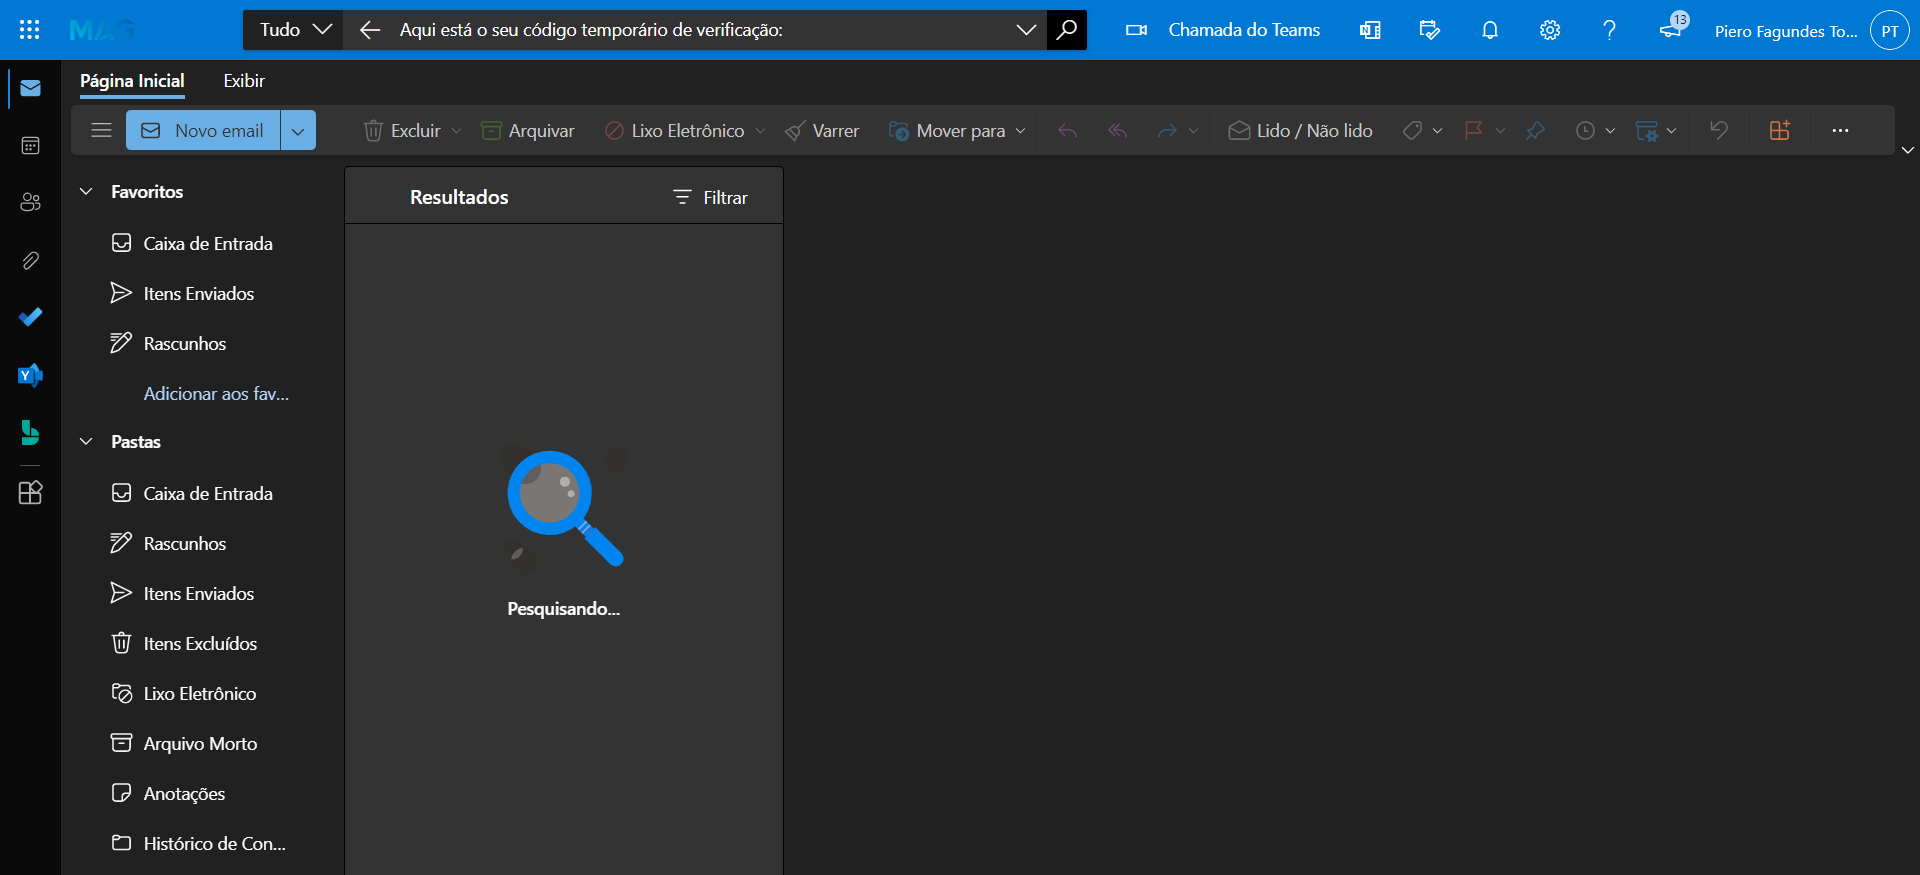 MAG
Tudo
Aqui está o seu código temporário de verificação:
Chamada do Teams
13
Piero Fagundes To...
PT
Página Inicial
Exibir
Novo email
Excluir
Arquivar
Lixo Eletrônico
Varrer
Mover para
Lido / Não lido
Favoritos
Caixa de Entrada
Itens Enviados
Rascunhos
Adicionar aos fav...
Pastas
Caixa de Entrada
Rascunhos
Itens Enviados
Itens Excluídos
Lixo Eletrônico
Arquivo Morto
Anotações
Histórico de Con...
Resultados
Filtrar
Pesquisando...